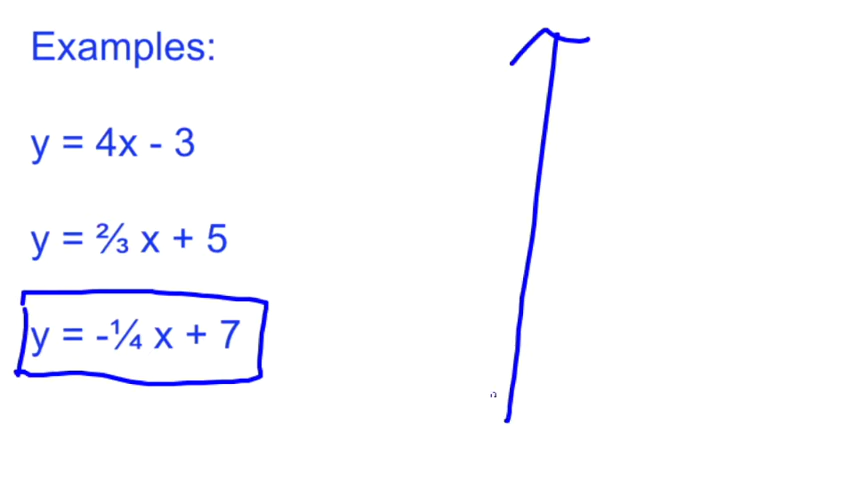 Examples:
y = 4x - 3
y = ⅔ x + 5
y = -¼ x + 7